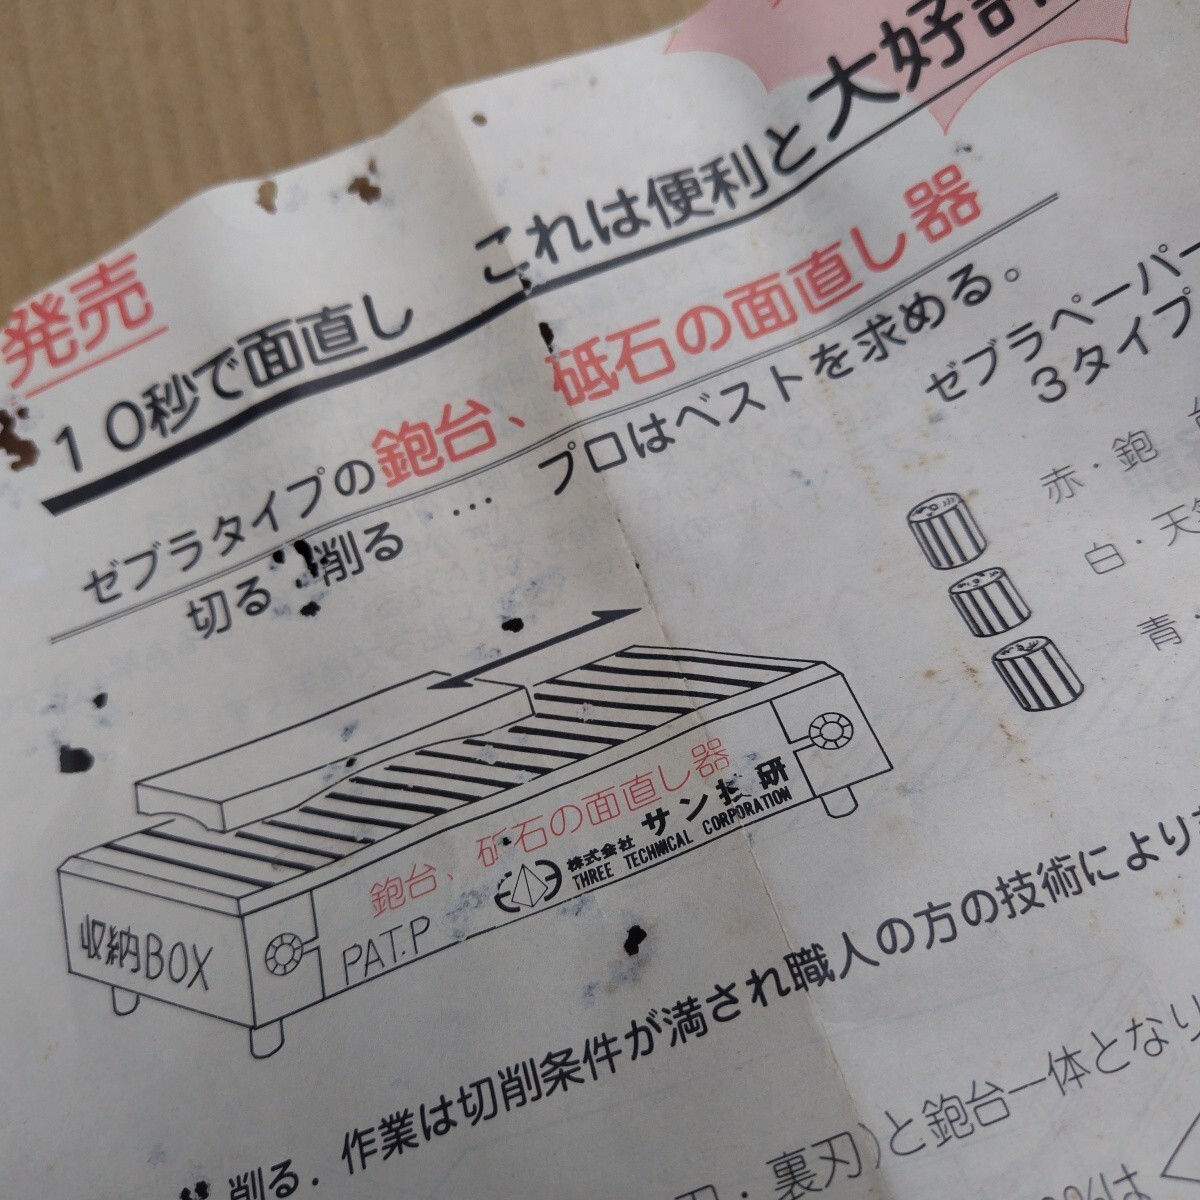 発売
10秒で面直し これは便利と大好評
ゼブラタイプの鉋台、砥石の面直し器
切る・削る … プロはベストを求める。
ゼブラペーパー
3タイプ
赤・鉋
白・天
青・
鉋台、砥石の面直し器
株式会社 サン技研
THREE TECHNICAL CORPORATION
PAT.P
収納BOX
削る.作業は切削条件が満され職人の方の技術により
・裏刃)と鉋台一体となり